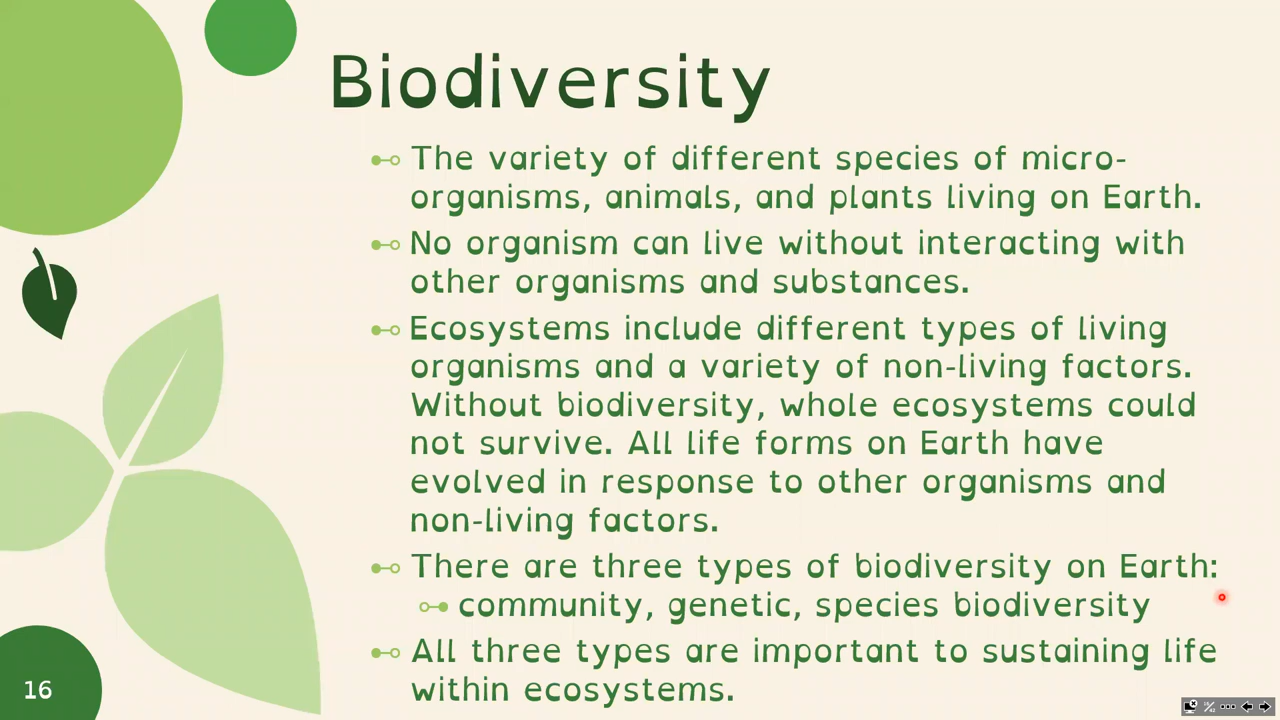 Biodiversity
The variety of different species of micro-
organisms, animals, and plants living on Earth.
No organism can live without interacting with
other organisms and substances.
Ecosystems include different types of living
organisms and a variety of non-living factors.
Without biodiversity, whole ecosystems could
not survive. All life forms on Earth have
evolved in response to other organisms and
non-living factors.
There are three types of biodiversity on Earth:
community, genetic, species biodiversity
All three types are important to sustaining life
within ecosystems.
16